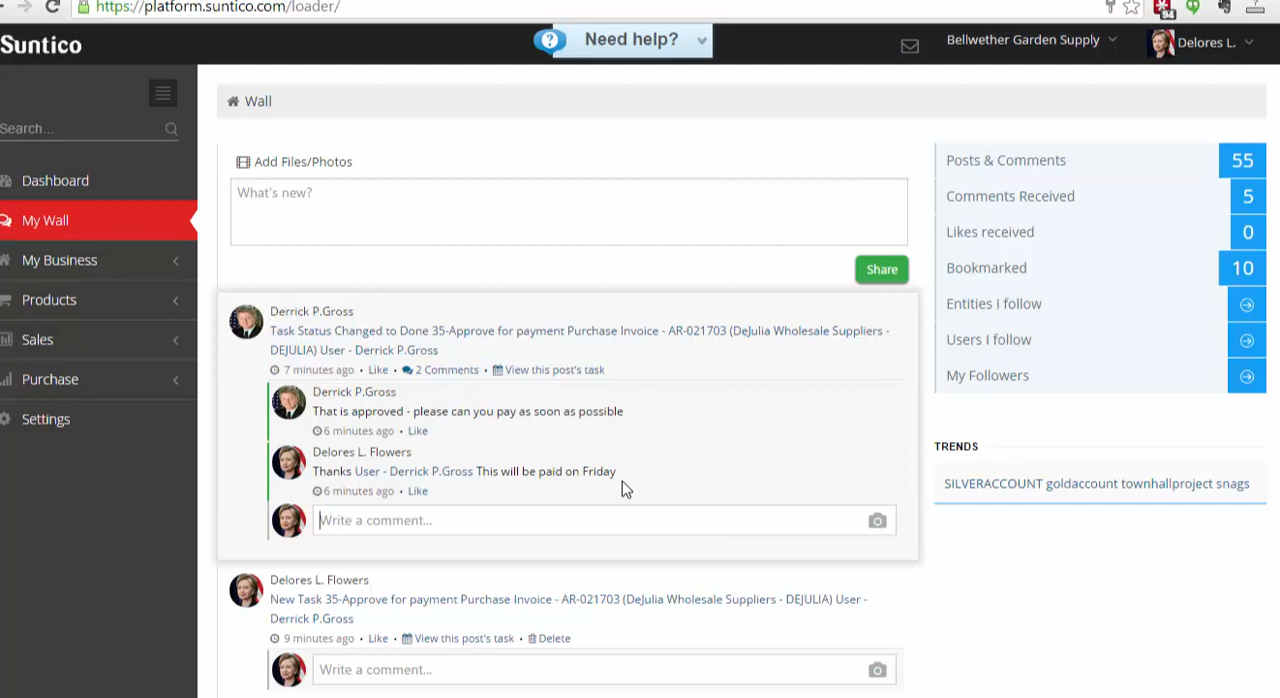 https://platform.suntico.com/loader/
94
Suntico
Need help?
Bellwether Garden Supply
Delores L.
Search...
Dashboard
My Wall
My Business
Products
Sales
Purchase
Settings
Wall
Add Files/Photos
What's new?
Share
Derrick P.Gross
Task Status Changed to Done 35-Approve for payment Purchase Invoice - AR-021703 (DeJulia Wholesale Suppliers -
DEJULIA) User - Derrick P.Gross
7 minutes ago • Like • 2 Comments • View this post's task
Derrick P.Gross
That is approved - please can you pay as soon as possible
6 minutes ago • Like
Delores L. Flowers
Thanks User - Derrick P.Gross This will be paid on Friday
6 minutes ago • Like
Write a comment...
Delores L. Flowers
New Task 35-Approve for payment Purchase Invoice - AR-021703 (DeJulia Wholesale Suppliers - DEJULIA) User -
Derrick P.Gross
9 minutes ago • Like • View this post's task • Delete
Write a comment...
Posts & Comments 55
Comments Received 5
Likes received 0
Bookmarked 10
Entities I follow
Users I follow
My Followers
TRENDS
SILVERACCOUNT goldaccount townhallproject snags